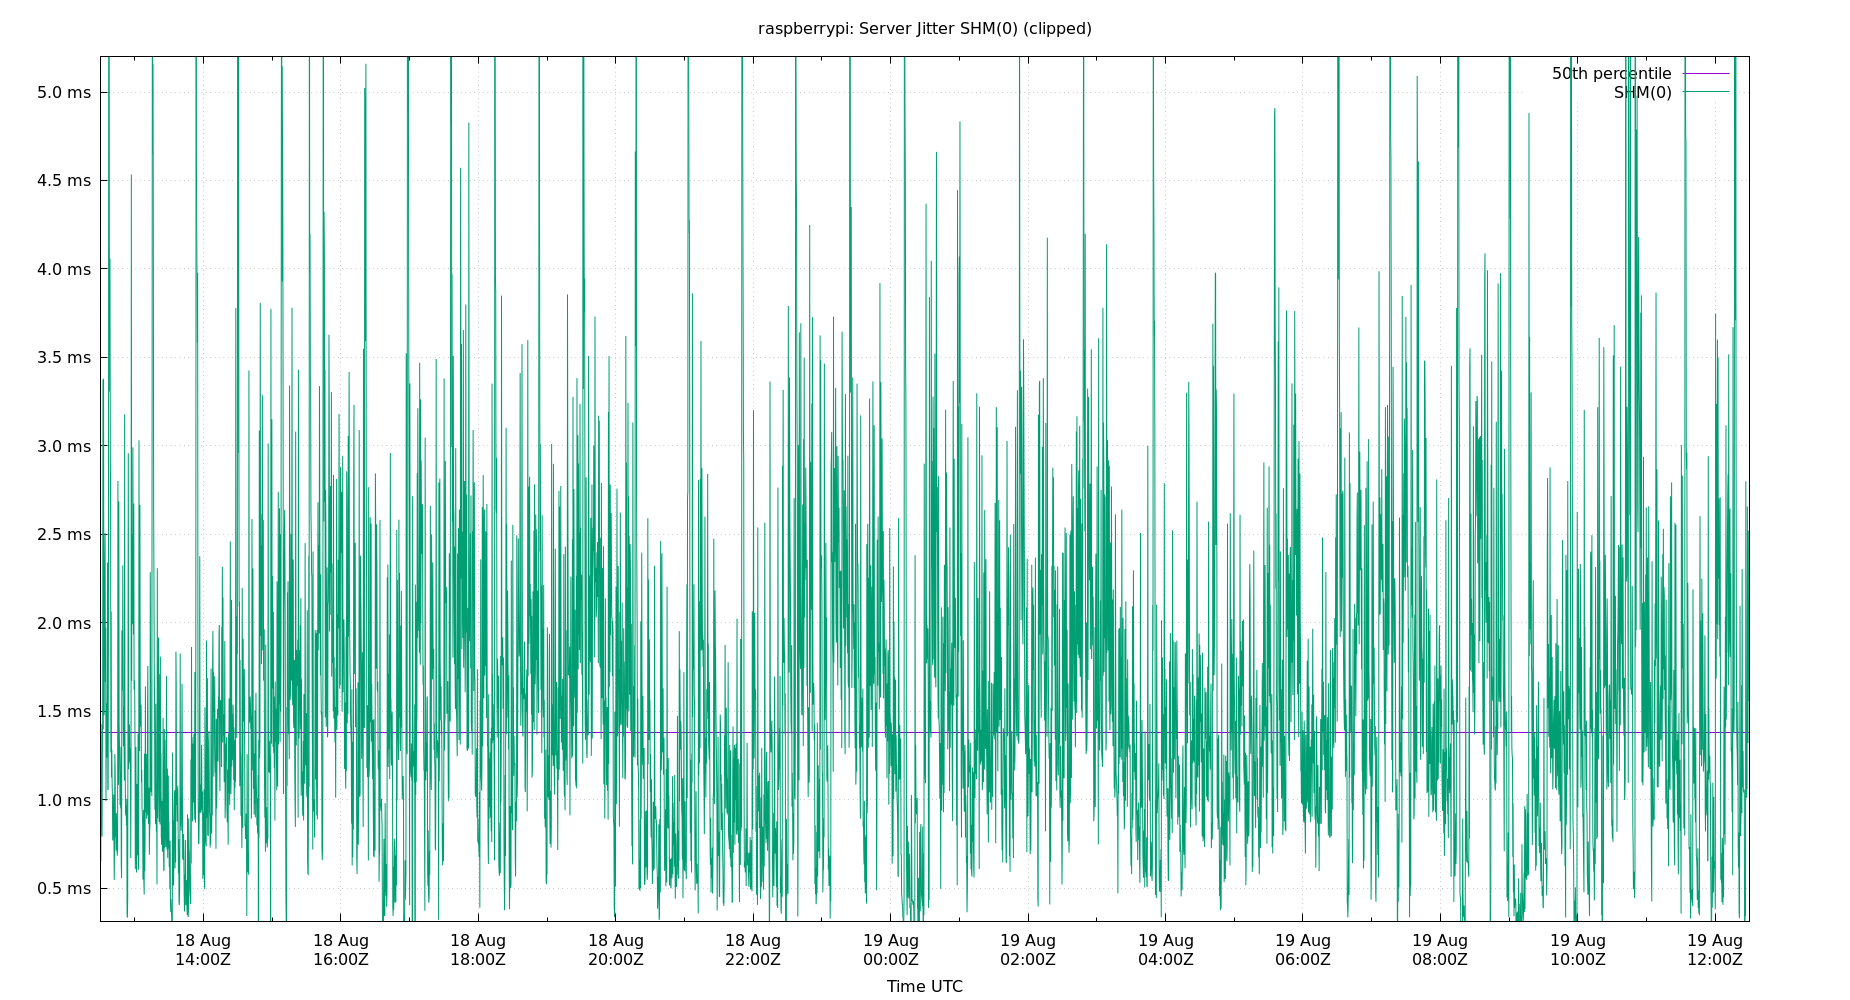 raspberrypi: Server Jitter SHM(0) (clipped)
50th percentile
SHM(0)
5.0 ms
4.5 ms
4.0 ms
3.5 ms
3.0 ms
2.5 ms
2.0 ms
1.5 ms
1.0 ms
0.5 ms
18 Aug 18 Aug 18 Aug 18 Aug 18 Aug 19 Aug 19 Aug 19 Aug 19 Aug 19 Aug 19 Aug 19 Aug
14:00Z 16:00Z 18:00Z 20:00Z 22:00Z 00:00Z 02:00Z 04:00Z 06:00Z 08:00Z 10:00Z 12:00Z
Time UTC